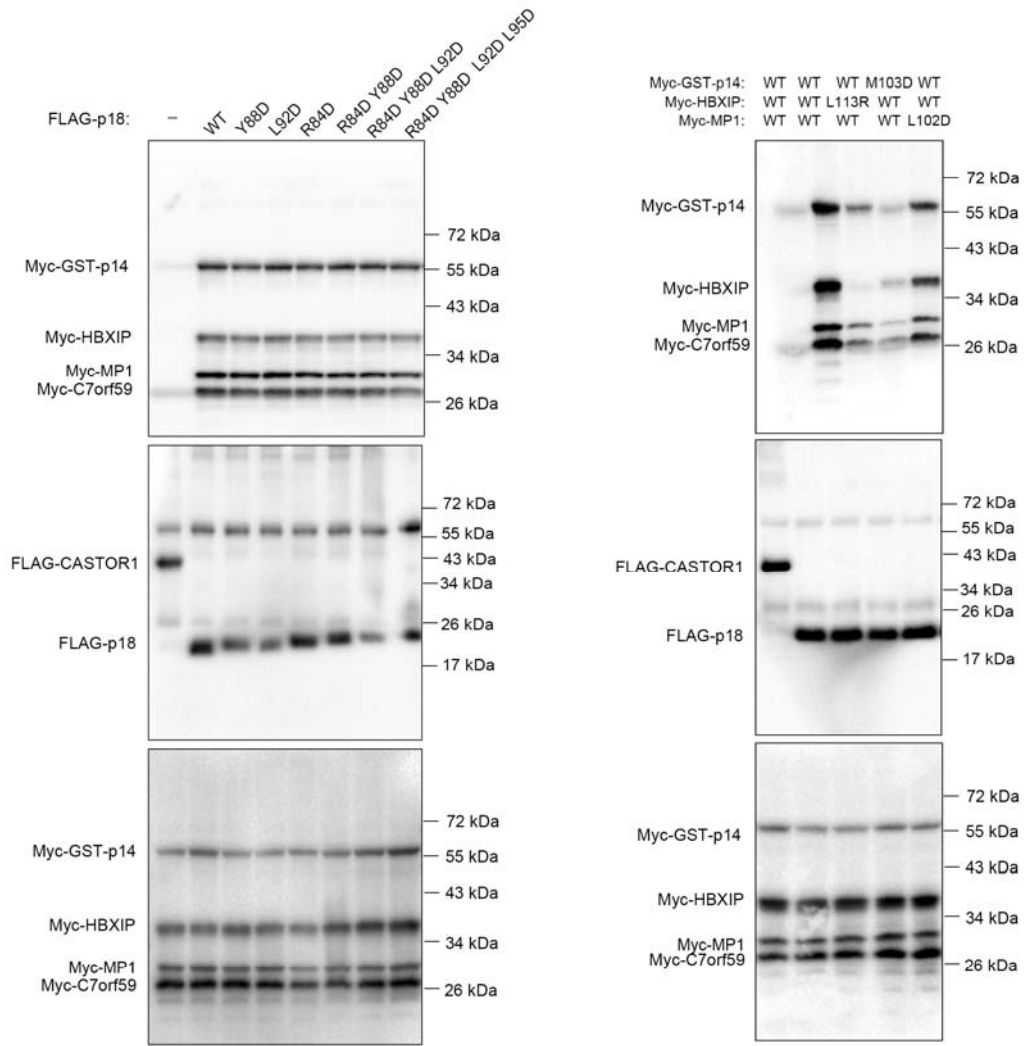 FLAG-p18: – WT Y88D L92D R84D R84D Y88D R84D Y88D L92D R84D Y88D L92D L95D
Myc-GST-p14
Myc-HBXIP
Myc-MP1
Myc-C7orf59
72 kDa
55 kDa
43 kDa
34 kDa
26 kDa
FLAG-CASTOR1
FLAG-p18
72 kDa
55 kDa
43 kDa
34 kDa
26 kDa
17 kDa
Myc-GST-p14
Myc-HBXIP
Myc-MP1
Myc-C7orf59
72 kDa
55 kDa
43 kDa
34 kDa
26 kDa
Myc-GST-p14: WT WT WT M103D WT
Myc-HBXIP: WT WT L113R WT WT
Myc-MP1: WT WT WT WT L102D
Myc-GST-p14
Myc-HBXIP
Myc-MP1
Myc-C7orf59
72 kDa
55 kDa
43 kDa
34 kDa
26 kDa
FLAG-CASTOR1
FLAG-p18
72 kDa
55 kDa
43 kDa
34 kDa
26 kDa
17 kDa
Myc-GST-p14
Myc-HBXIP
Myc-MP1
Myc-C7orf59
72 kDa
55 kDa
43 kDa
34 kDa
26 kDa